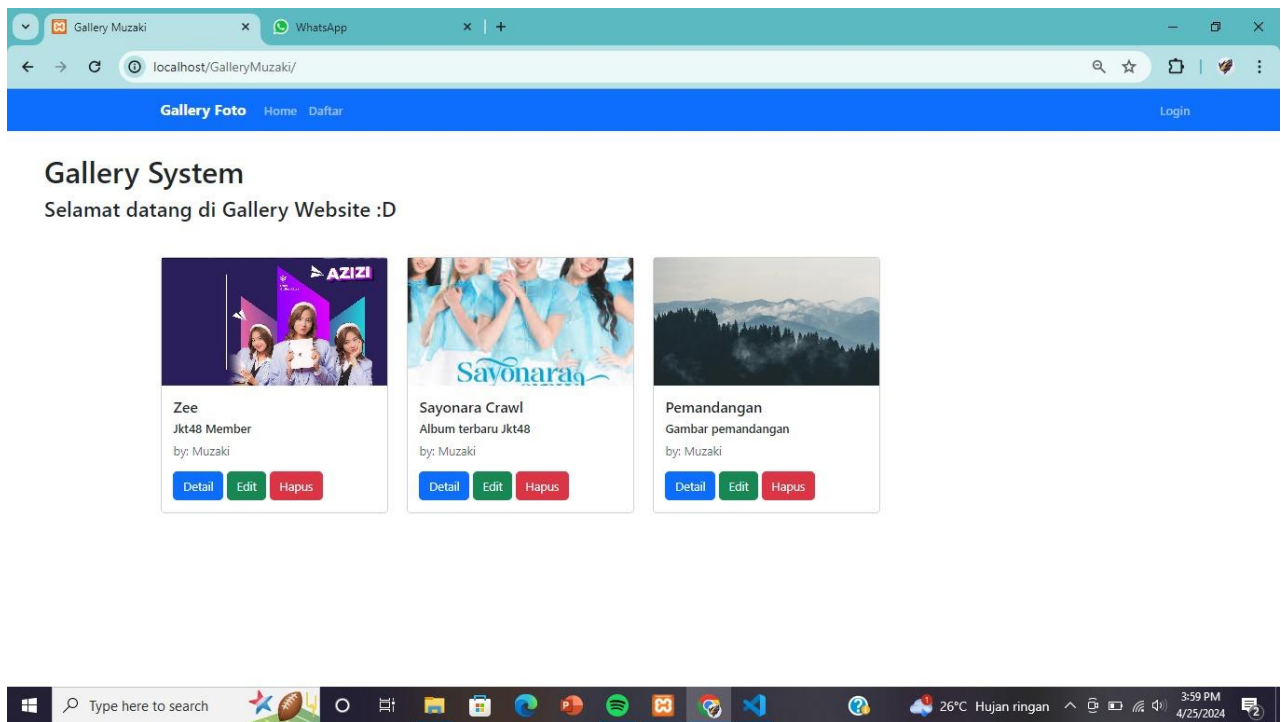 Gallery Muzaki
WhatsApp
localhost/GalleryMuzaki/
Gallery Foto Home Daftar Login
Gallery System
Selamat datang di Gallery Website :D
AZIZI
Zee
Jkt48 Member
by: Muzaki
Detail Edit Hapus
Sayonara
Sayonara Crawl
Album terbaru Jkt48
by: Muzaki
Detail Edit Hapus
Pemandangan
Gambar pemandangan
by: Muzaki
Detail Edit Hapus
Type here to search
26°C Hujan ringan
3:59 PM
4/25/2024
2